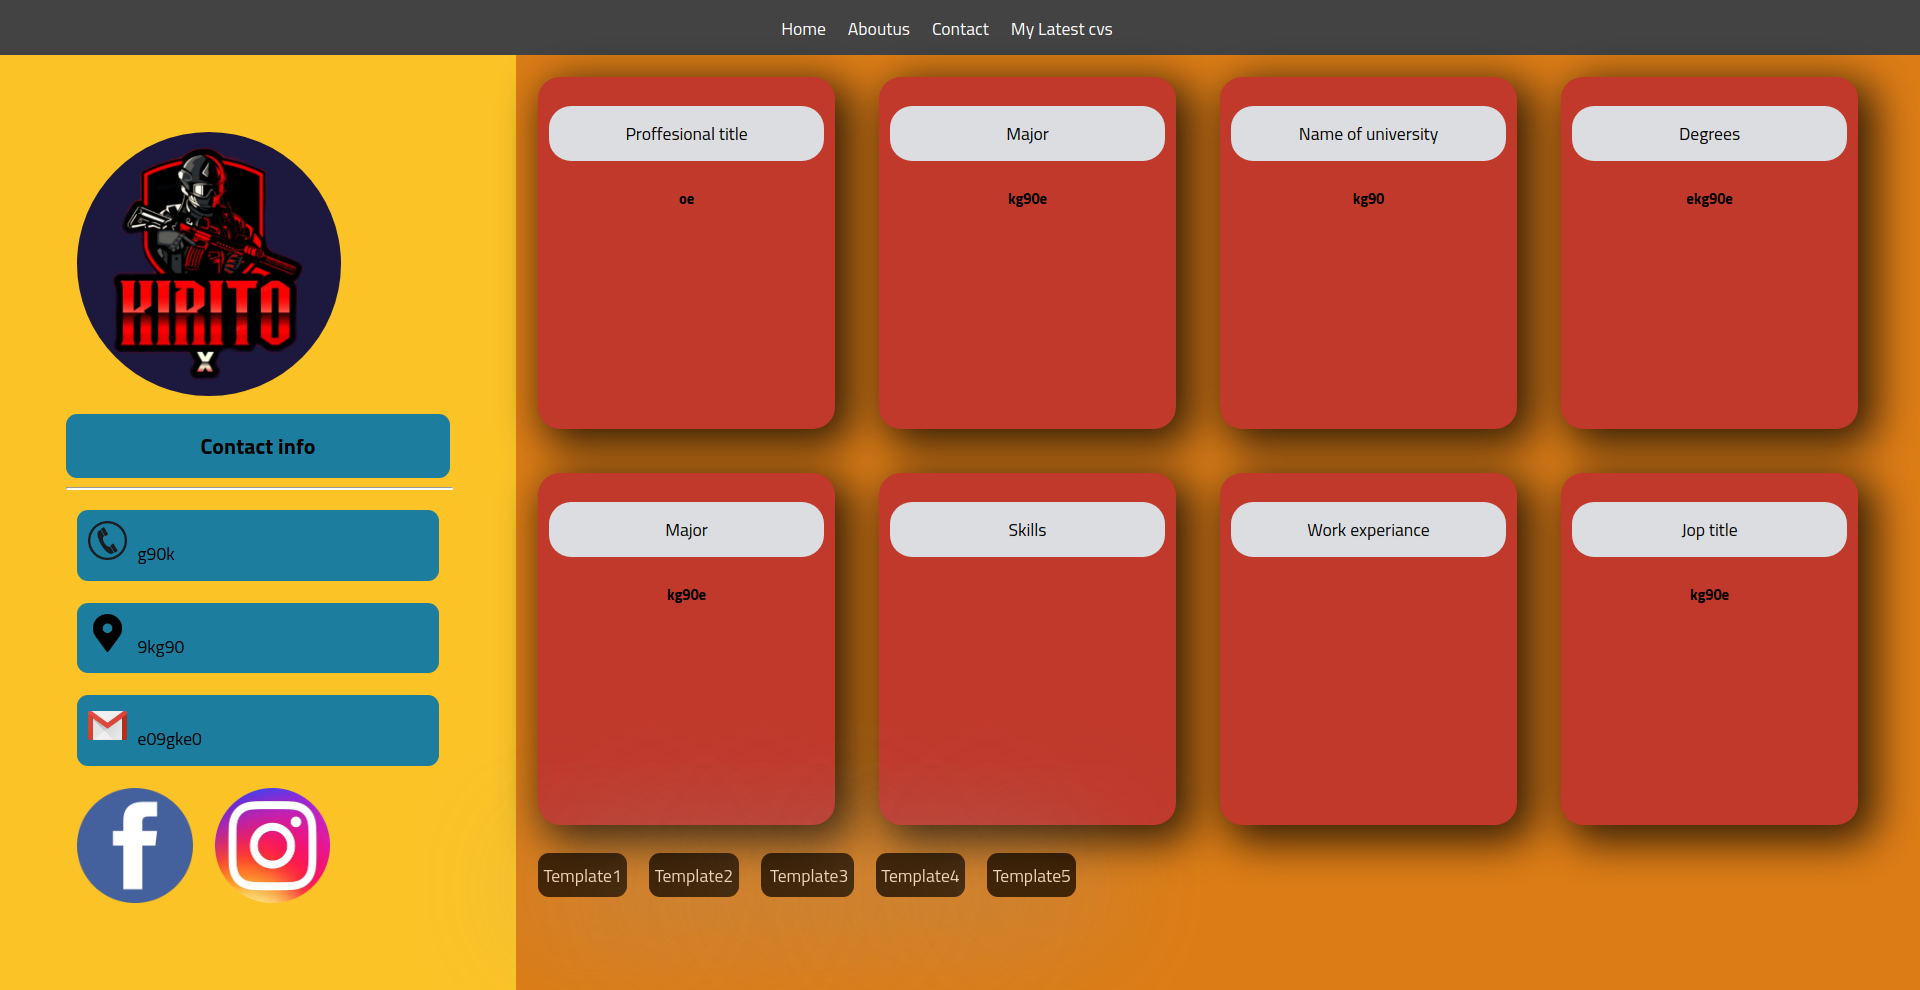 Home Aboutus Contact My Latest cvs
KIRITO
X
Contact info
g90k
9kg90
e09gke0
Proffesional title
oe
Major
kg90e
Name of university
kg90
Degrees
ekg90e
Major
kg90e
Skills
Work experiance
Jop title
kg90e
Template1 Template2 Template3 Template4 Template5